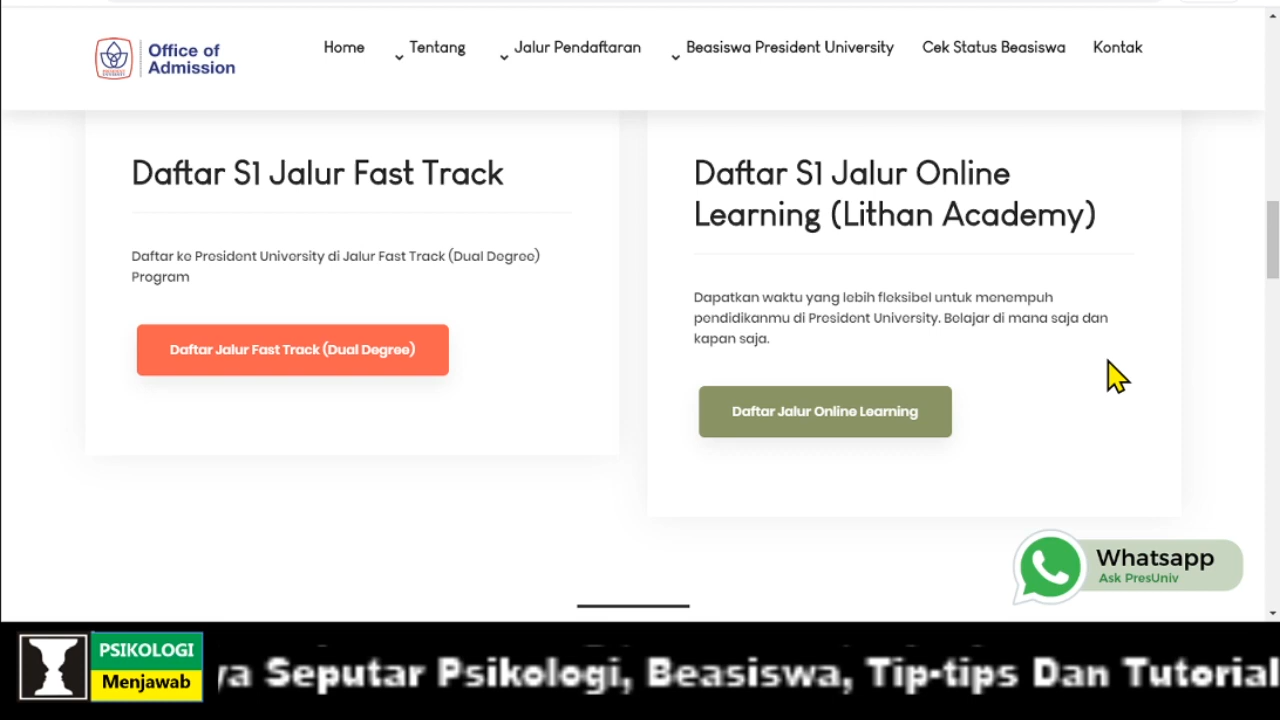 Office of
Admission
Home
Tentang
Jalur Pendaftaran
Beasiswa President University
Cek Status Beasiswa
Kontak
Daftar S1 Jalur Fast Track
Daftar ke President University di Jalur Fast Track (Dual Degree)
Program
Daftar Jalur Fast Track (Dual Degree)
Daftar S1 Jalur Online
Learning (Lithan Academy)
Dapatkan waktu yang lebih fleksibel untuk menempuh
pendidikanmu di President University. Belajar di mana saja dan
kapan saja.
Daftar Jalur Online Learning
Whatsapp
Ask PresUniv
PSIKOLOGI
Menjawab
ya Seputar Psikologi, Beasiswa, Tip-tips Dan Tutorial